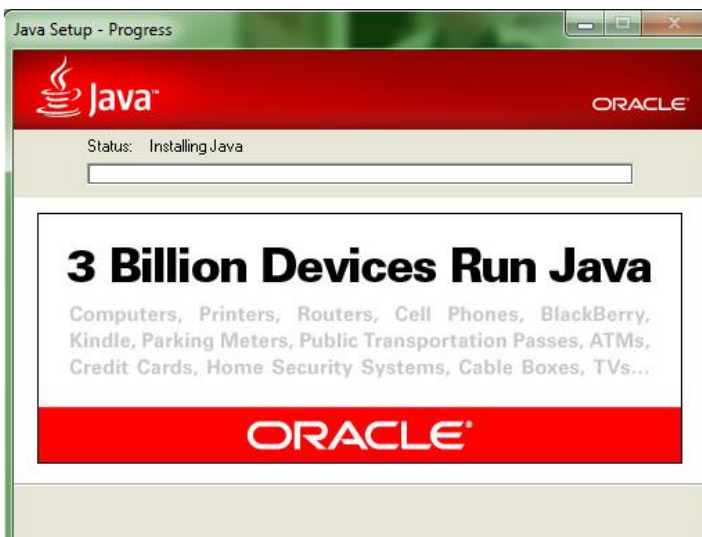 Java Setup - Progress
Java™
ORACLE®
Status: Installing Java
3 Billion Devices Run Java
Computers, Printers, Routers, Cell Phones, BlackBerry,
Kindle, Parking Meters, Public Transportation Passes, ATMs,
Credit Cards, Home Security Systems, Cable Boxes, TVs...
ORACLE®